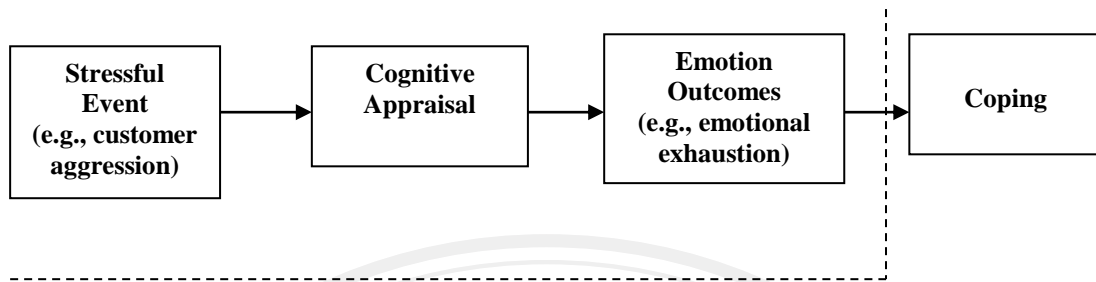 Stressful
Event
(e.g., customer
aggression)
Cognitive
Appraisal
Emotion
Outcomes
(e.g., emotional
exhaustion)
Coping